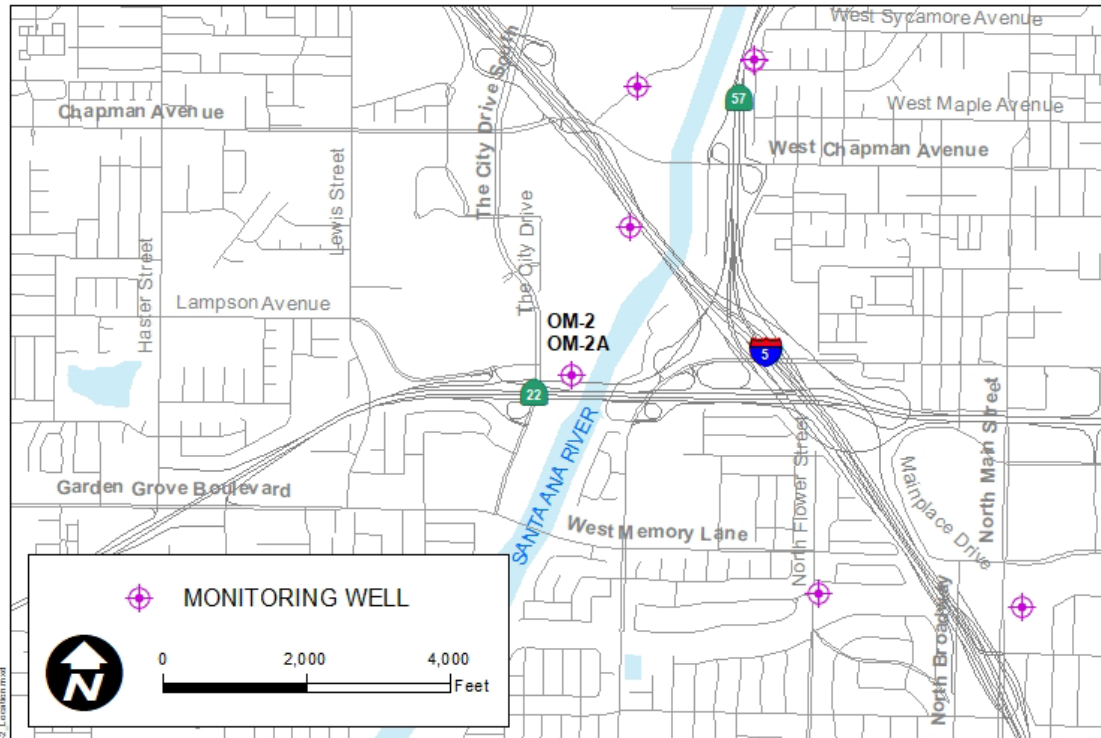 West Sycamore Avenue
The City Drive South
57
Chapman Avenue
West Maple Avenue
West Chapman Avenue
Lewis Street
The City Drive
Haster Street
Lampson Avenue
OM-2
OM-2A
5
22
SANTA ANA RIVER
North Flower Street
North Main Street
Mainplace Drive
Garden Grove Boulevard
West Memory Lane
North Broadway
MONITORING WELL
N
0 2,000 4,000
Feet